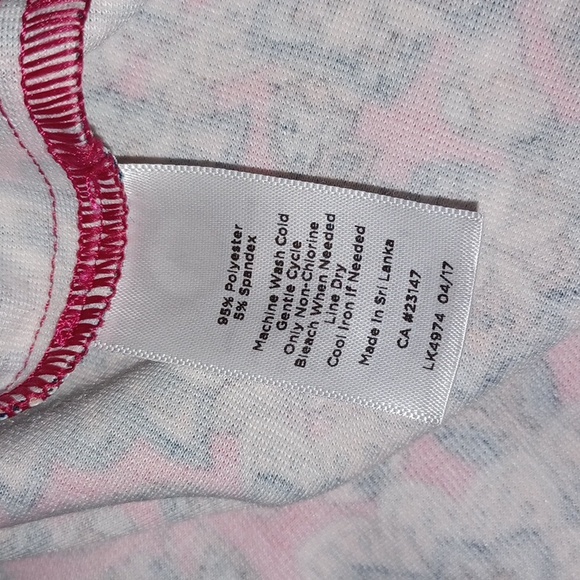 95% Polyester
5% Spandex
Machine Wash Cold
Gentle Cycle
Only Non-Chlorine
Bleach When Needed
Line Dry
Cool Iron If Needed
Made in Sri Lanka
CA #23147
LK4974 04/17